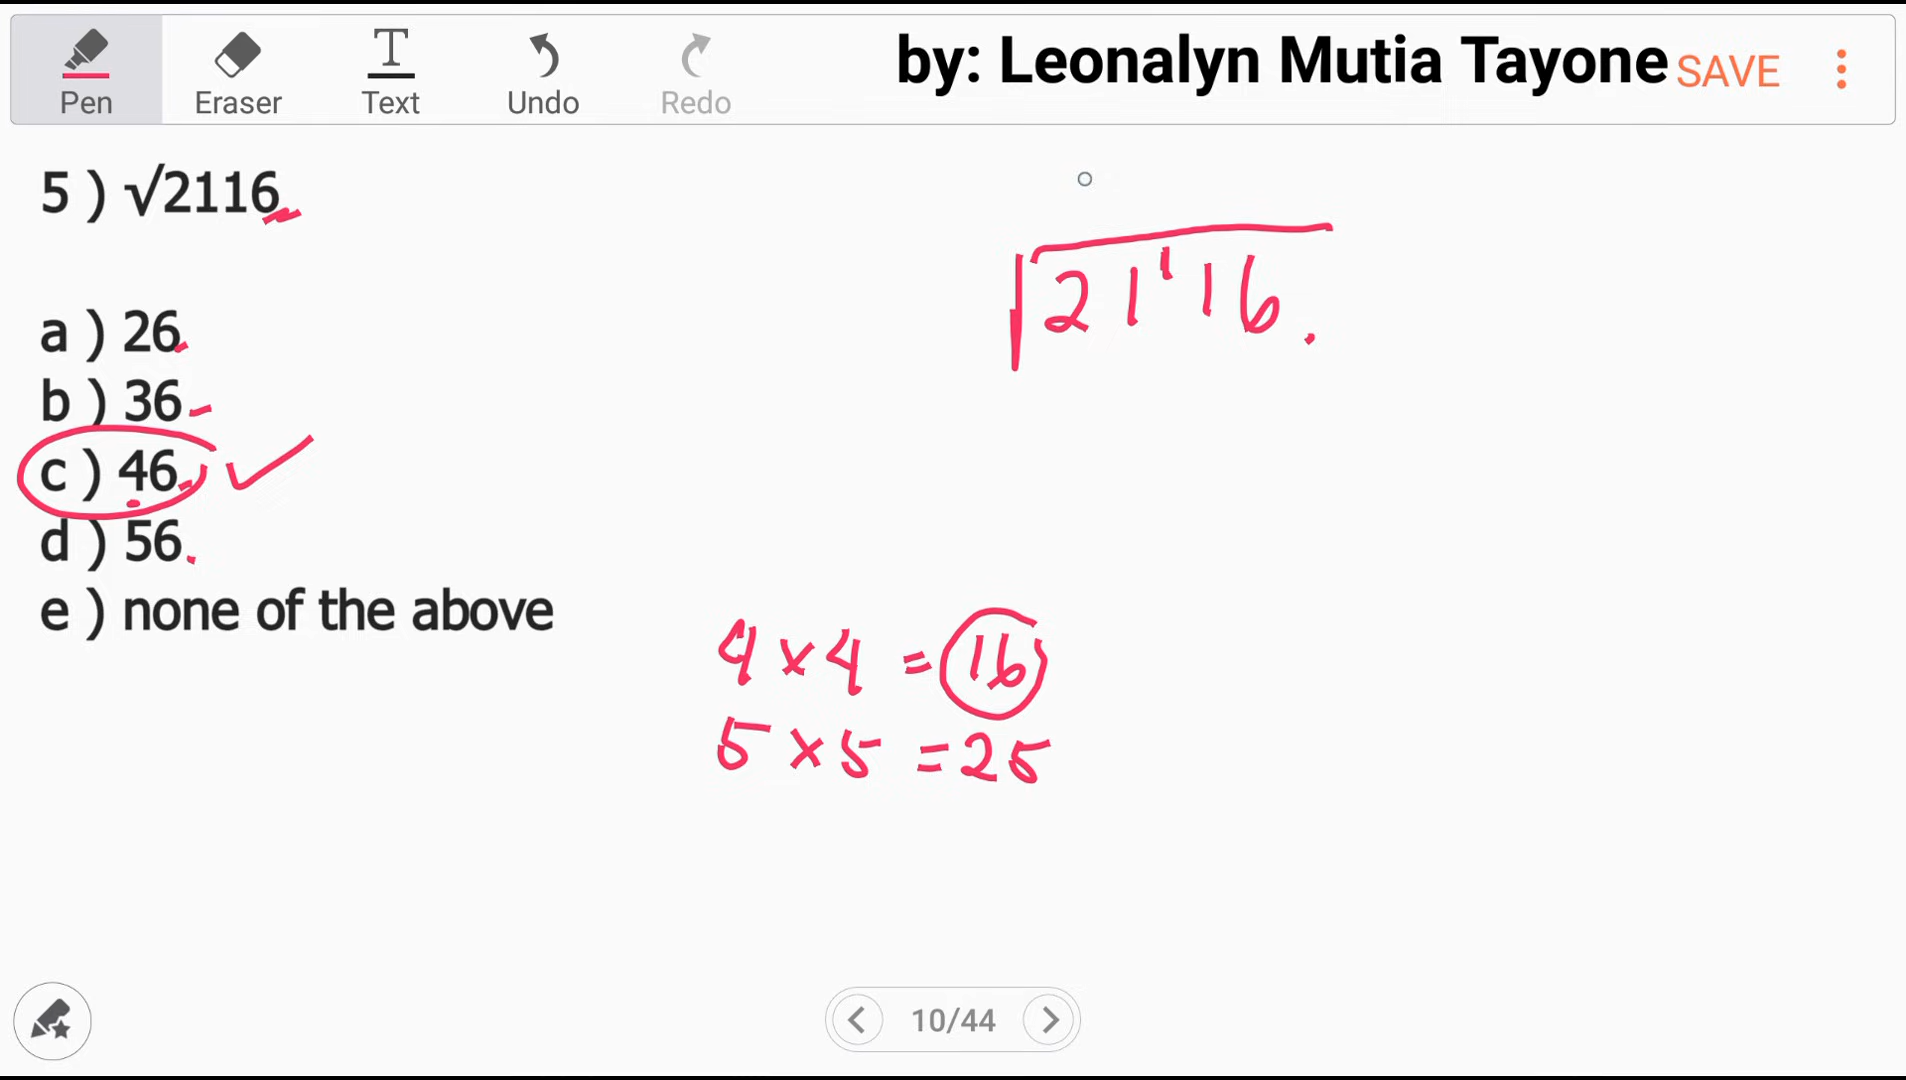 Pen Eraser Text Undo Redo by: Leonalyn Mutia Tayone SAVE
5 ) √2116
√21'16.
a ) 26
b ) 36
c ) 46
d ) 56
e ) none of the above
4 × 4 = 16
5 × 5 = 25
10/44